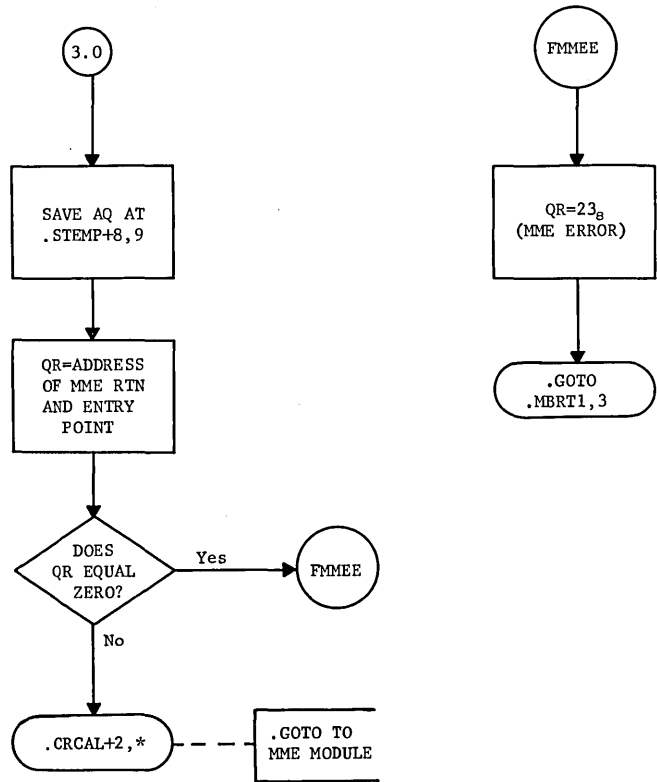 3.0
SAVE AQ AT
.STEMP+8,9
QR=ADDRESS
OF MME RTN
AND ENTRY
POINT
DOES
QR EQUAL
ZERO?
Yes
FMMEE
No
.CRCAL+2,*
.GOTO TO
MME MODULE
FMMEE
QR=23₈
(MME ERROR)
.GOTO
.MBRT1,3